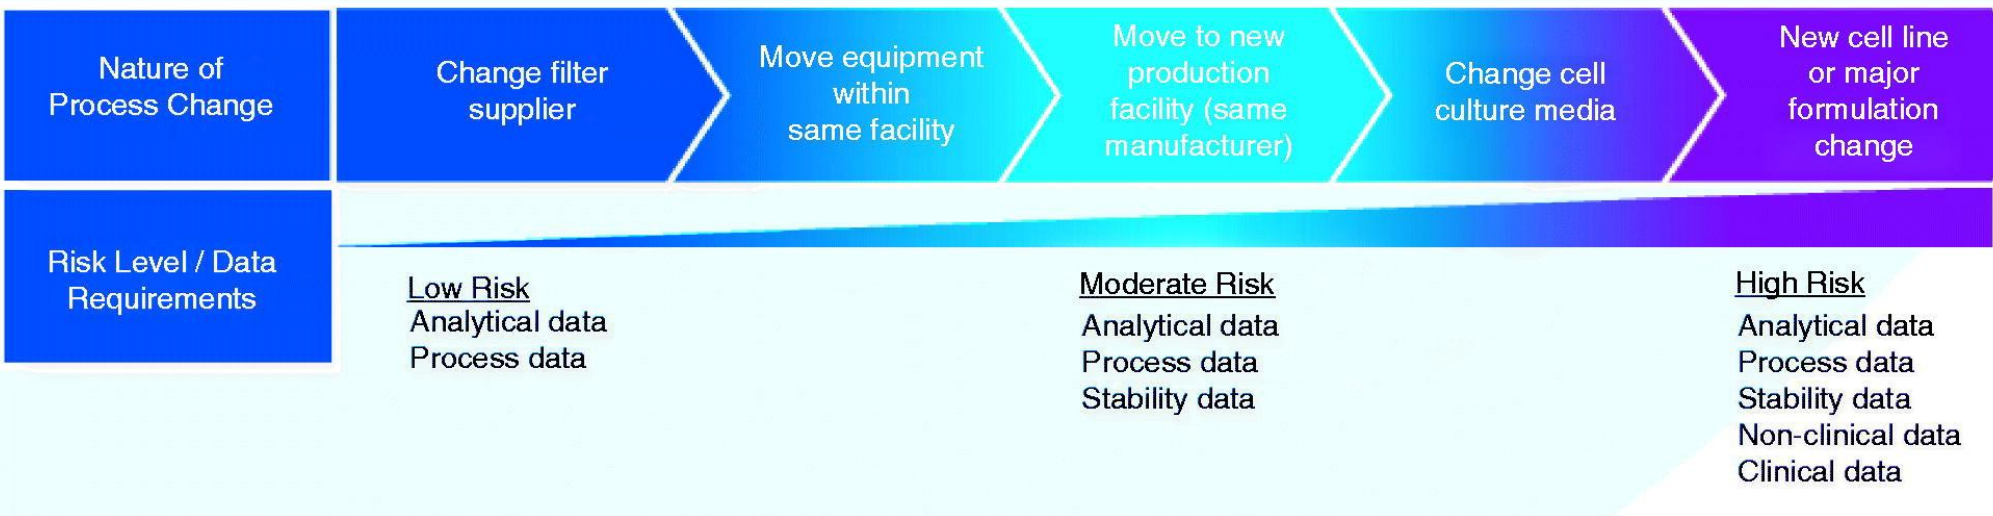 Nature of
Process Change
Change filter
supplier
Move equipment
within
same facility
Move to new
production
facility (same
manufacturer)
Change cell
culture media
New cell line
or major
formulation
change
Risk Level / Data
Requirements
Low Risk
Analytical data
Process data
Moderate Risk
Analytical data
Process data
Stability data
High Risk
Analytical data
Process data
Stability data
Non-clinical data
Clinical data